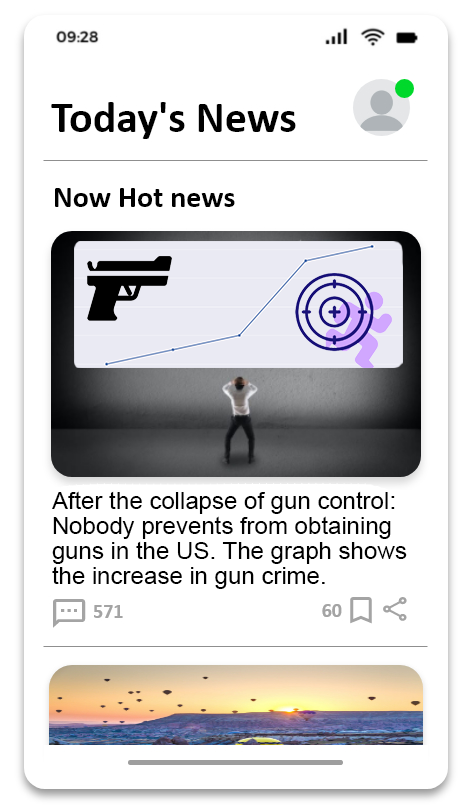 09:28
Today's News
Now Hot news
After the collapse of gun control:
Nobody prevents from obtaining
guns in the US. The graph shows
the increase in gun crime.
571
60